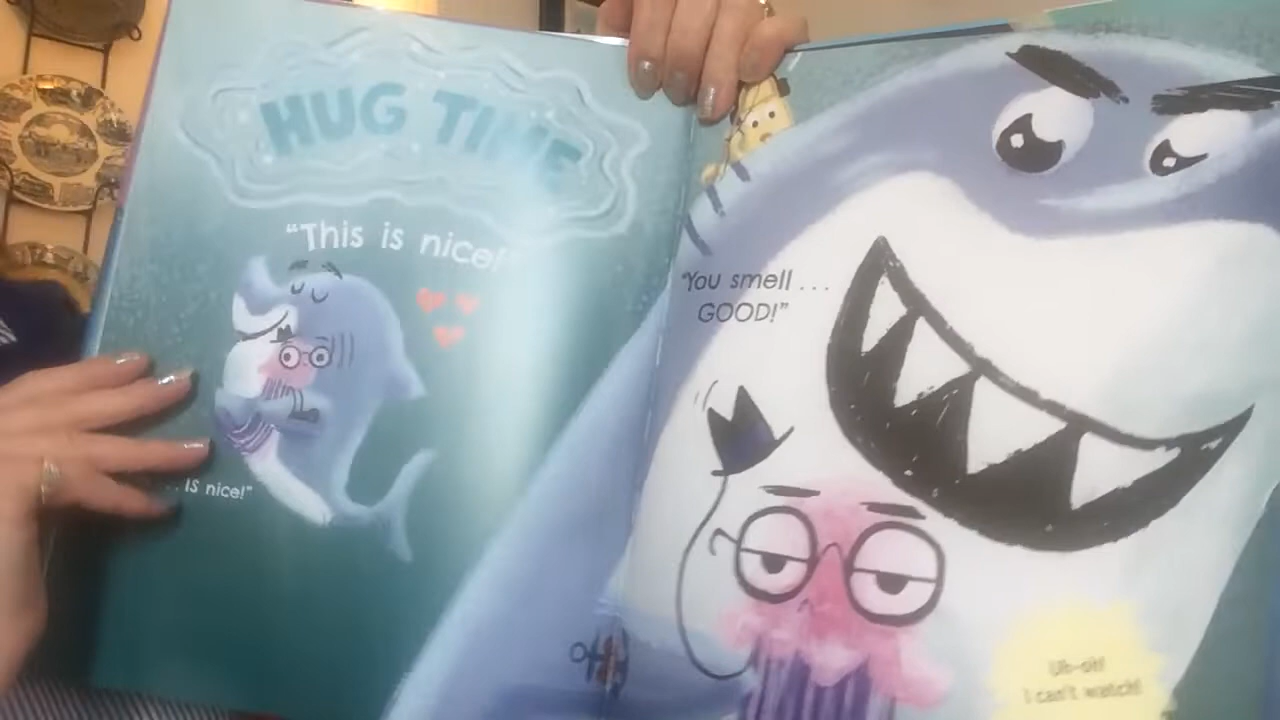 HUG TIME
"This is nice!"
... is nice!"
"You smell ...
GOOD!"
Uh-oh!
I can't watch!